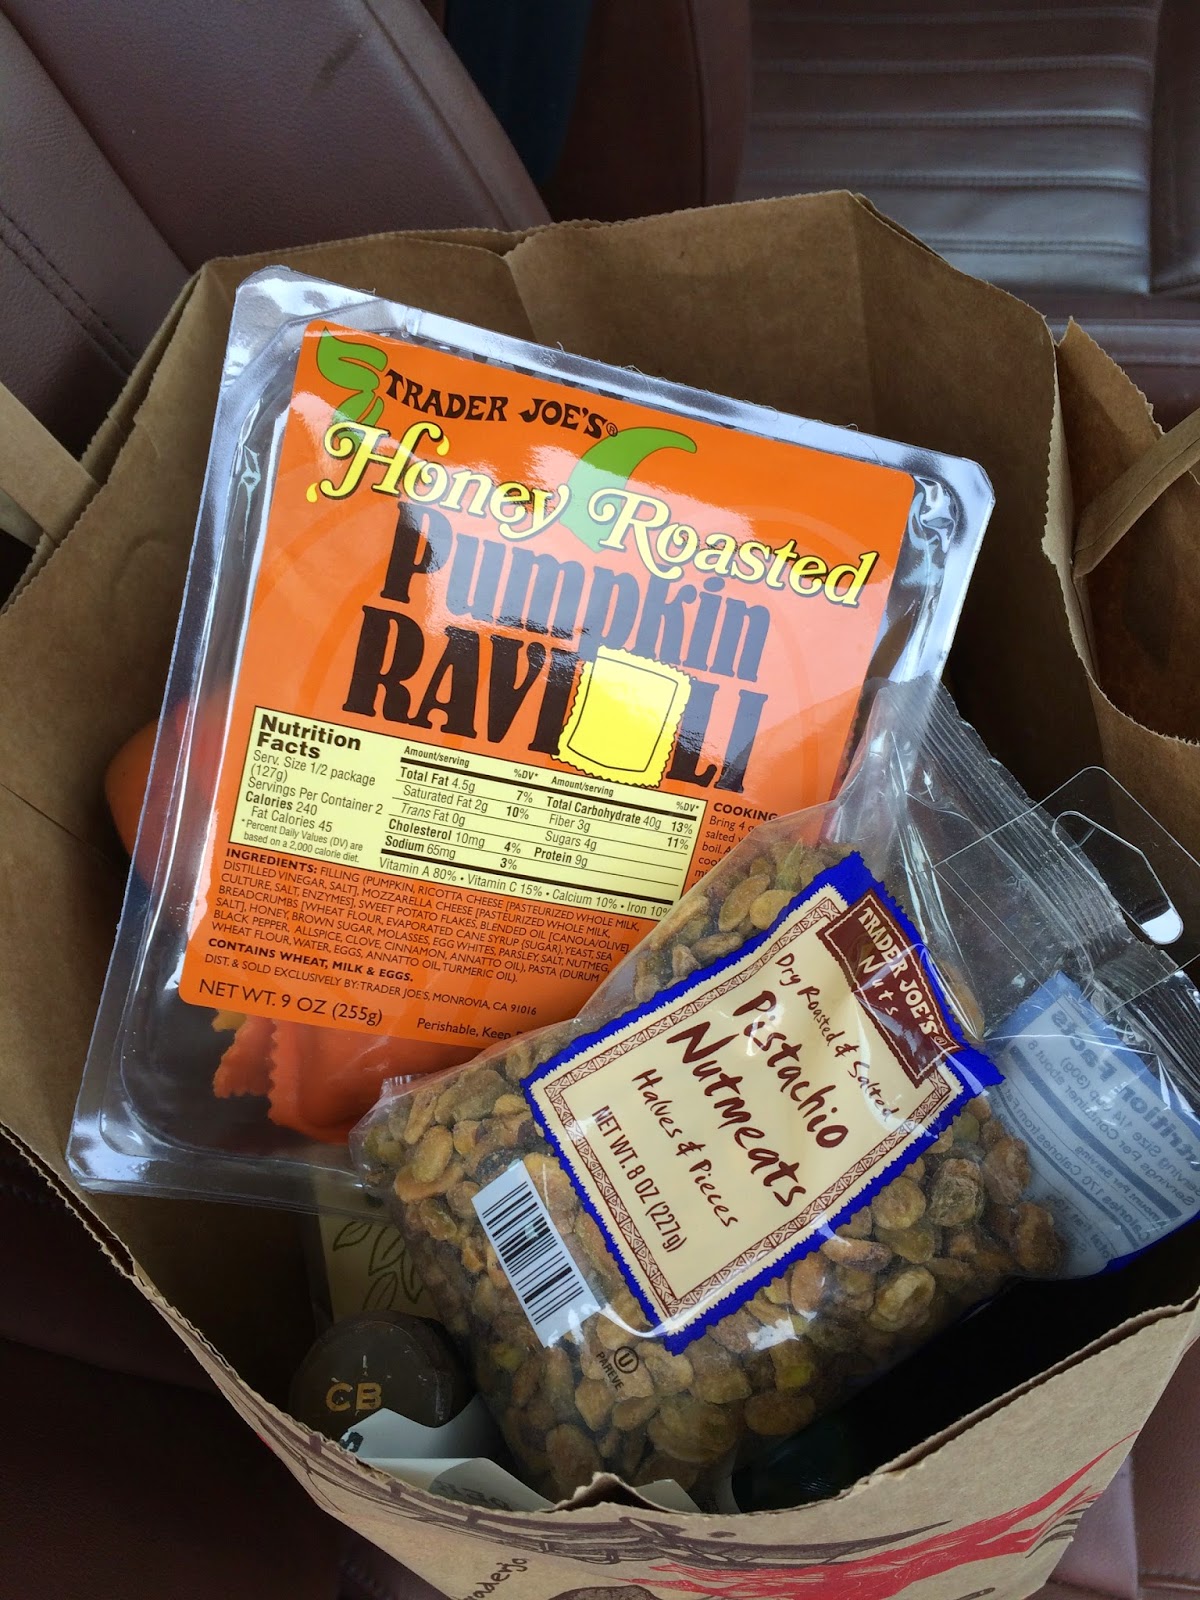 TRADER JOE'S®
Honey Roasted
Pumpkin
RAVIOLI
Nutrition
Facts
Serv. Size 1/2 package
(127g)
Servings Per Container 2
Calories 240
Fat Calories 45
*Percent Daily Values (DV) are
based on a 2,000 calorie diet.
Amount/serving %DV*
Total Fat 4.5g 7%
Saturated Fat 2g 10%
Trans Fat 0g
Cholesterol 10mg 4%
Sodium 65mg 3%
Amount/serving %DV*
Total Carbohydrate 40g 13%
Fiber 3g 11%
Sugars 4g
Protein 9g
Vitamin A 80% • Vitamin C 15% • Calcium 10% • Iron 10%
COOKING
Bring 4
salted
boil.
INGREDIENTS: FILLING (PUMPKIN, RICOTTA CHEESE [PASTEURIZED WHOLE MILK,
DISTILLED VINEGAR, SALT], MOZZARELLA CHEESE [PASTEURIZED WHOLE MILK,
CULTURE, SALT, ENZYMES], SWEET POTATO FLAKES, BLENDED OIL [CANOLA/OLIVE]
BREADCRUMBS [WHEAT FLOUR, EVAPORATED CANE SYRUP (SUGAR), YEAST, SEA
SALT], HONEY, BROWN SUGAR, MOLASSES, EGG WHITES, PARSLEY, SALT, NUTMEG,
BLACK PEPPER, ALLSPICE, CLOVE, CINNAMON, ANNATTO OIL), PASTA (DURUM
WHEAT FLOUR, WATER, EGGS, ANNATTO OIL, TURMERIC OIL).
CONTAINS WHEAT, MILK & EGGS.
DIST. & SOLD EXCLUSIVELY BY: TRADER JOE'S, MONROVIA, CA 91016
NET WT. 9 OZ (255g)
Perishable, Keep
TRADER JOE'S®
Nuts
Dry Roasted & Salted
Pistachio
Nutmeats
Halves & Pieces
NET WT. 8 OZ (227g)
U
PAREVE
CB